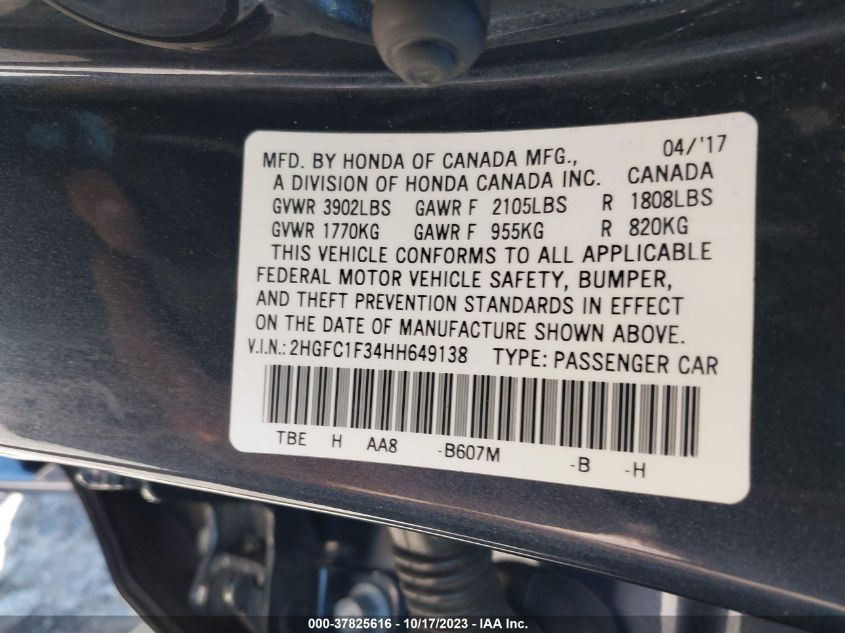 04/'17
MFD. BY HONDA OF CANADA MFG.,
A DIVISION OF HONDA CANADA INC. CANADA
GVWR 3902LBS GAWR F 2105LBS R 1808LBS
GVWR 1770KG GAWR F 955KG R 820KG
THIS VEHICLE CONFORMS TO ALL APPLICABLE
FEDERAL MOTOR VEHICLE SAFETY, BUMPER,
AND THEFT PREVENTION STANDARDS IN EFFECT
ON THE DATE OF MANUFACTURE SHOWN ABOVE.
V.I.N.: 2HGFC1F34HH649138 TYPE: PASSENGER CAR
TBE H AA8 -B607M -B -H
000-37825616 - 10/17/2023 - IAA Inc.